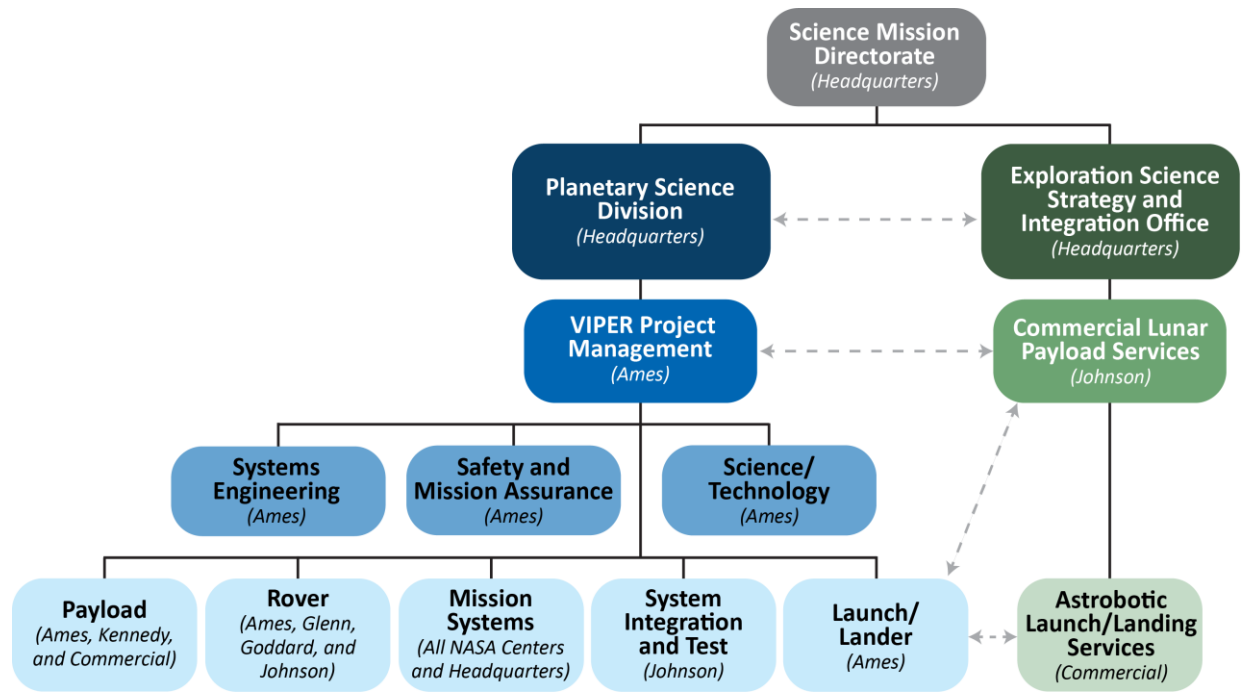 Science Mission
Directorate
(Headquarters)
Planetary Science
Division
(Headquarters)
Exploration Science
Strategy and
Integration Office
(Headquarters)
VIPER Project
Management
(Ames)
Commercial Lunar
Payload Services
(Johnson)
Systems
Engineering
(Ames)
Safety and
Mission Assurance
(Ames)
Science/
Technology
(Ames)
Payload
(Ames, Kennedy,
and Commercial)
Rover
(Ames, Glenn,
Goddard, and
Johnson)
Mission
Systems
(All NASA Centers
and Headquarters)
System
Integration
and Test
(Johnson)
Launch/
Lander
(Ames)
Astrobotic
Launch/Landing
Services
(Commercial)